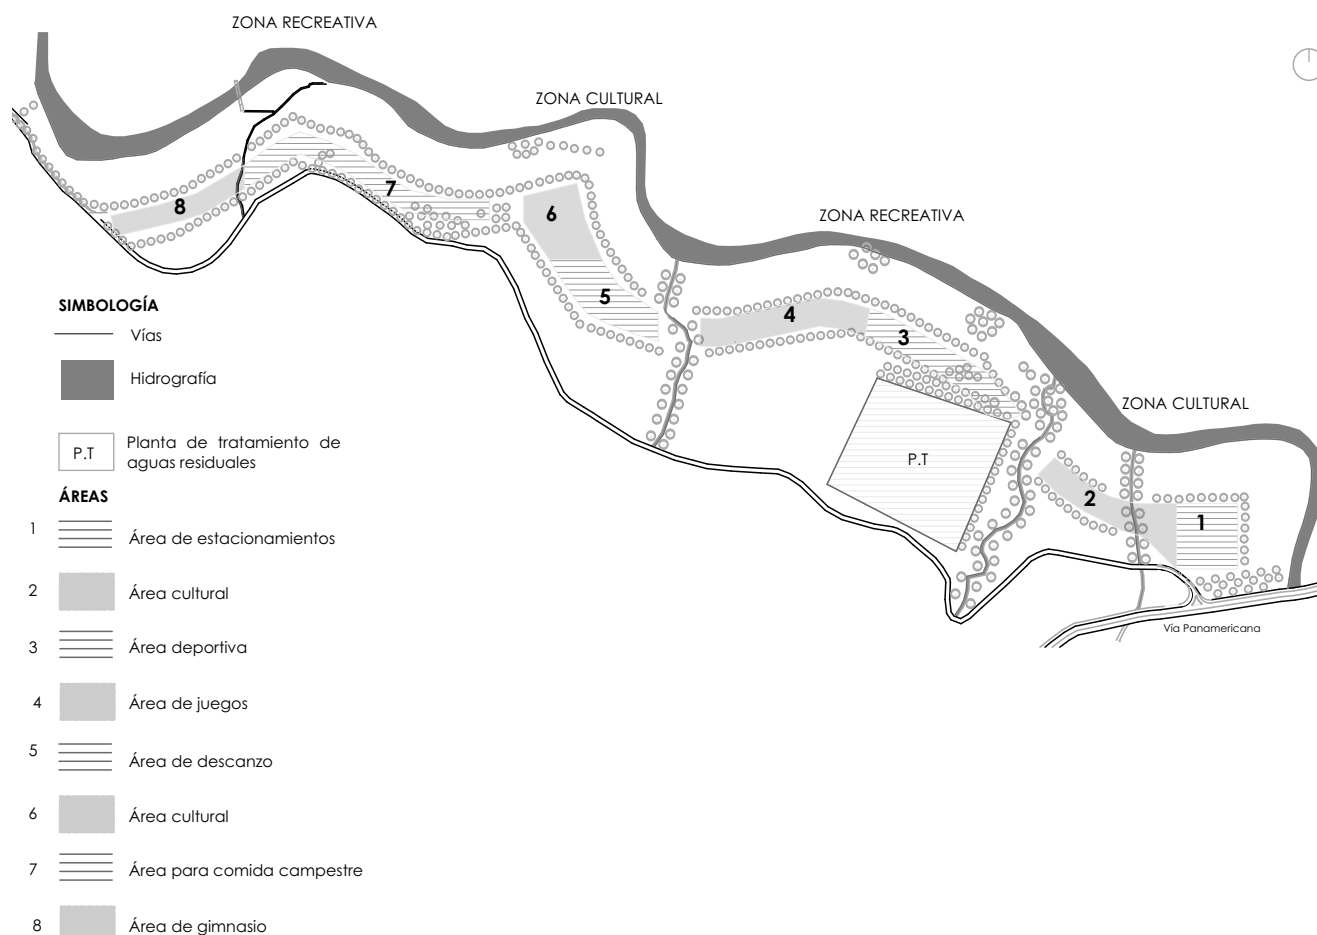 ZONA RECREATIVA
ZONA CULTURAL
ZONA RECREATIVA
ZONA CULTURAL
8
7
6
5
4
3
2
1
P.T
Vía Panamericana
SIMBOLOGÍA
Vías
Hidrografía
P.T
Planta de tratamiento de
aguas residuales
ÁREAS
1 Área de estacionamientos
2 Área cultural
3 Área deportiva
4 Área de juegos
5 Área de descanzo
6 Área cultural
7 Área para comida campestre
8 Área de gimnasio